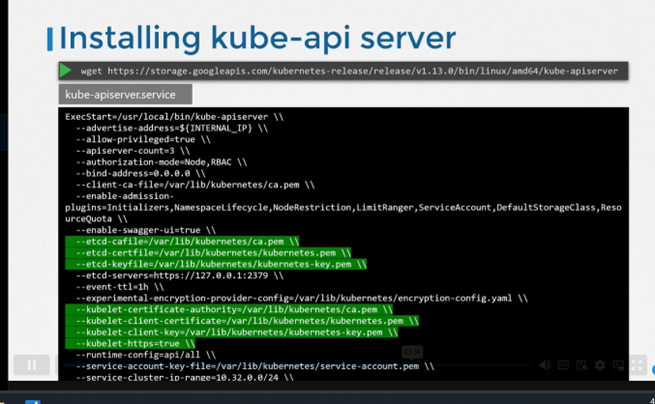 Installing kube-api server
wget https://storage.googleapis.com/kubernetes-release/release/v1.13.0/bin/linux/amd64/kube-apiserver
kube-apiserver.service
ExecStart=/usr/local/bin/kube-apiserver \\
--advertise-address=${INTERNAL_IP} \\
--allow-privileged=true \\
--apiserver-count=3 \\
--authorization-mode=Node,RBAC \\
--bind-address=0.0.0.0 \\
--client-ca-file=/var/lib/kubernetes/ca.pem \\
--enable-admission-
plugins=Initializers,NamespaceLifecycle,NodeRestriction,LimitRanger,ServiceAccount,DefaultStorageClass,Reso
urceQuota \\
--enable-swagger-ui=true \\
--etcd-cafile=/var/lib/kubernetes/ca.pem \\
--etcd-certfile=/var/lib/kubernetes/kubernetes.pem \\
--etcd-keyfile=/var/lib/kubernetes/kubernetes-key.pem \\
--etcd-servers=https://127.0.0.1:2379 \\
--event-ttl=1h \\
--experimental-encryption-provider-config=/var/lib/kubernetes/encryption-config.yaml \\
--kubelet-certificate-authority=/var/lib/kubernetes/ca.pem \\
--kubelet-client-certificate=/var/lib/kubernetes/kubernetes.pem \\
--kubelet-client-key=/var/lib/kubernetes/kubernetes-key.pem \\
--kubelet-https=true \\
--runtime-config=api/all \\
--service-account-key-file=/var/lib/kubernetes/service-account.pem \\
--service-cluster-ip-range=10.32.0.0/24 \\